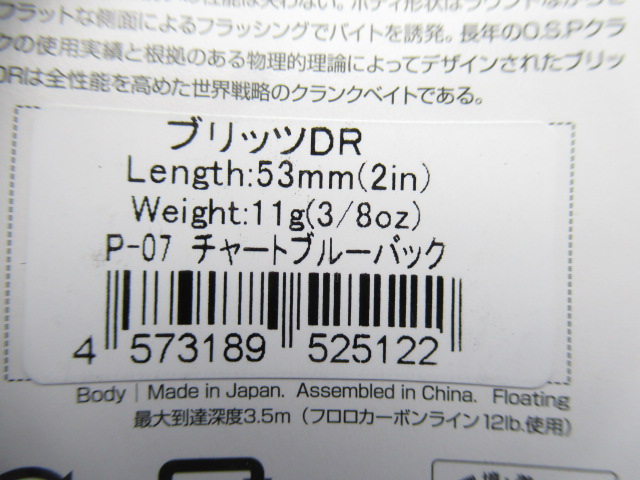 フラットな側面によるフラッシングでバイトを誘発。長年のO.S.Pクラ
クの使用実績と根拠のある物理的理論によってデザインされたブリッ
DRは全性能を高めた世界戦略のクランクベイトである。
ブリッツDR
Length:53mm(2in)
Weight:11g(3/8oz)
P-07 チャートブルーバック
4 573189 525122
Body | Made in Japan. Assembled in China. Floating
最大到達深度3.5m（フロロカーボンライン12lb.使用）